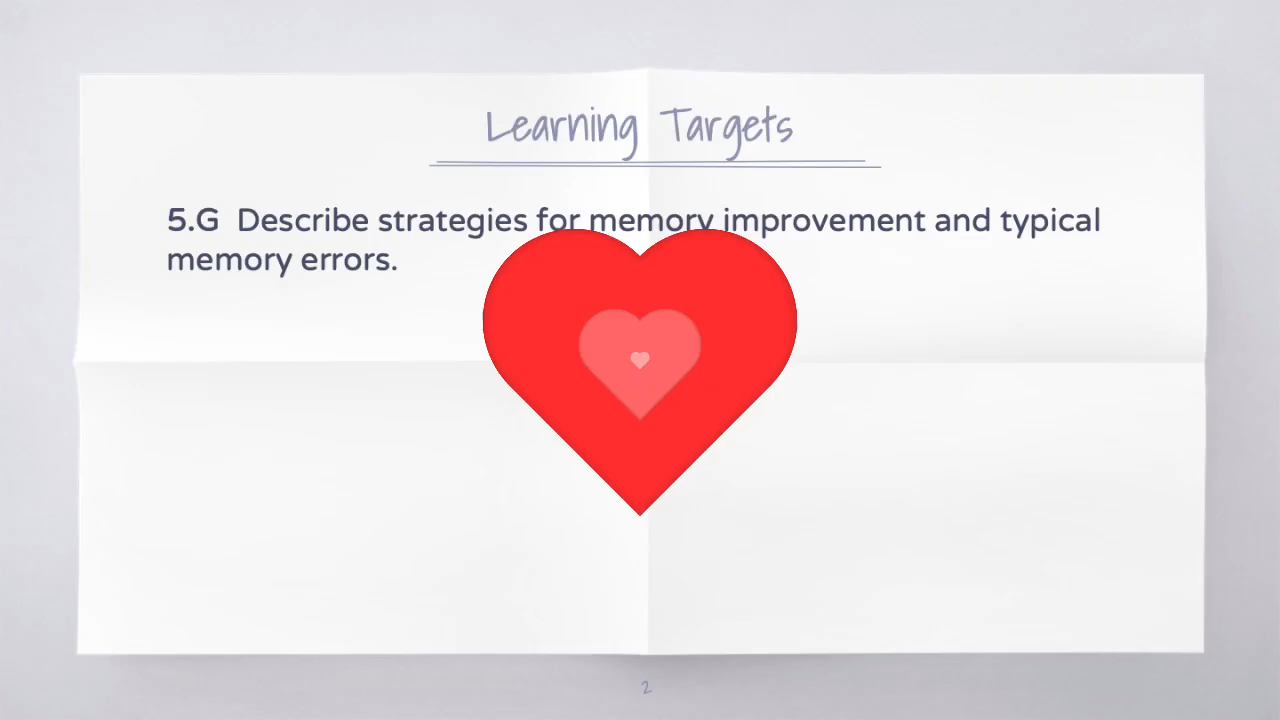 Learning Targets
5.G Describe strategies for memory improvement and typical
memory errors.
2